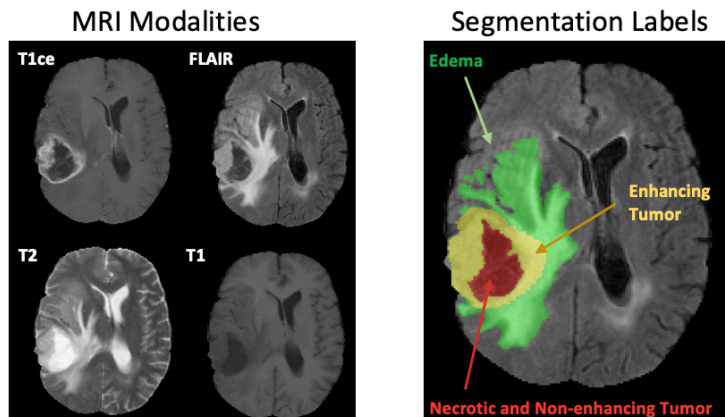 MRI Modalities
T1ce
FLAIR
T2
T1
Segmentation Labels
Edema
Enhancing
Tumor
Necrotic and Non-enhancing Tumor